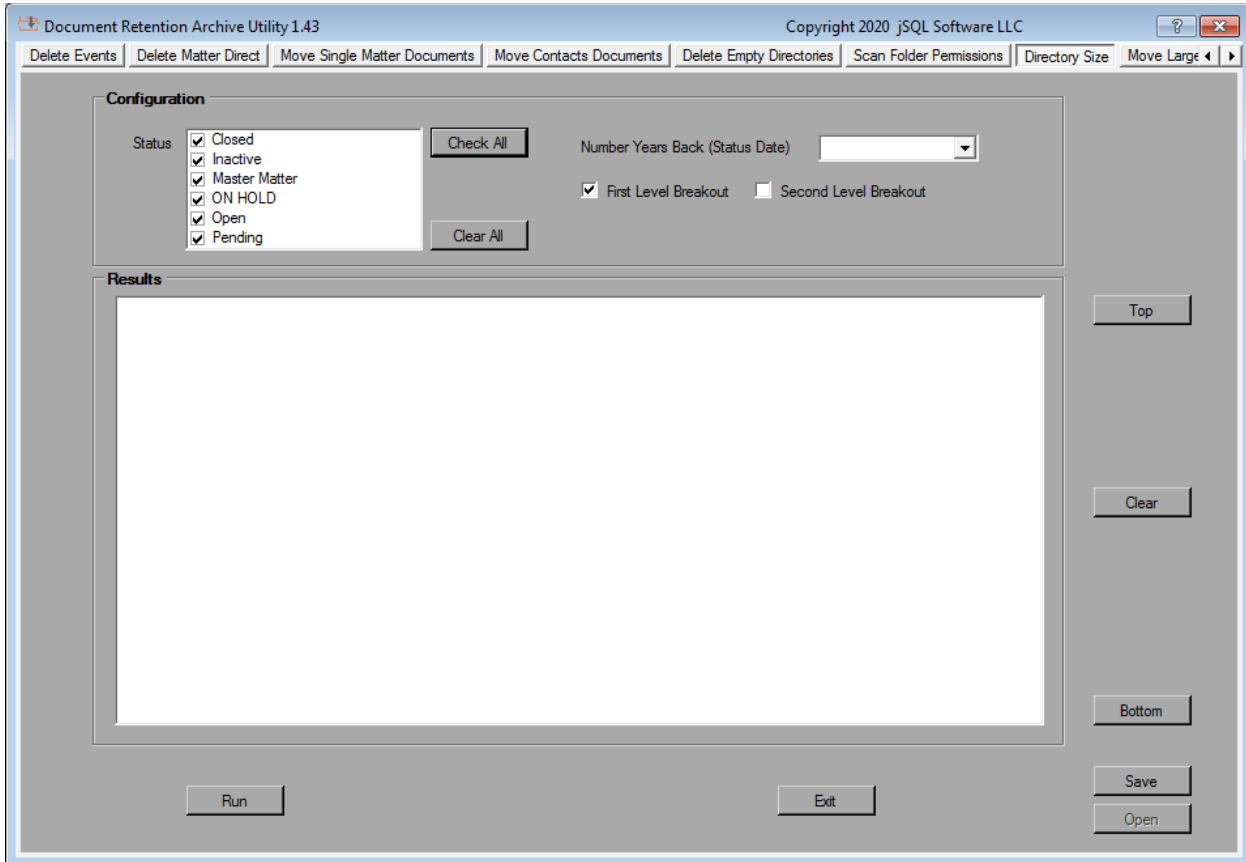 Document Retention Archive Utility 1.43 Copyright 2020 jSQL Software LLC ?
Delete Events Delete Matter Direct Move Single Matter Documents Move Contacts Documents Delete Empty Directories Scan Folder Permissions Directory Size Move Large
Configuration
Status Closed Check All Number Years Back (Status Date)
Inactive
Master Matter First Level Breakout Second Level Breakout
ON HOLD
Open
Pending Clear All
Results
Top
Clear
Bottom
Save
Run Exit
Open